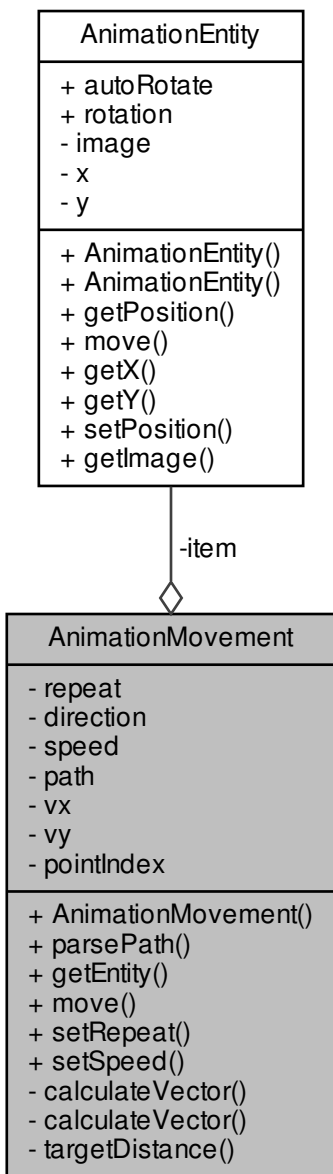 AnimationEntity
+ autoRotate
+ rotation
- image
- x
- y
+ AnimationEntity()
+ AnimationEntity()
+ getPosition()
+ move()
+ getX()
+ getY()
+ setPosition()
+ getImage()
-item
AnimationMovement
- repeat
- direction
- speed
- path
- vx
- vy
- pointIndex
+ AnimationMovement()
+ parsePath()
+ getEntity()
+ move()
+ setRepeat()
+ setSpeed()
- calculateVector()
- calculateVector()
- targetDistance()